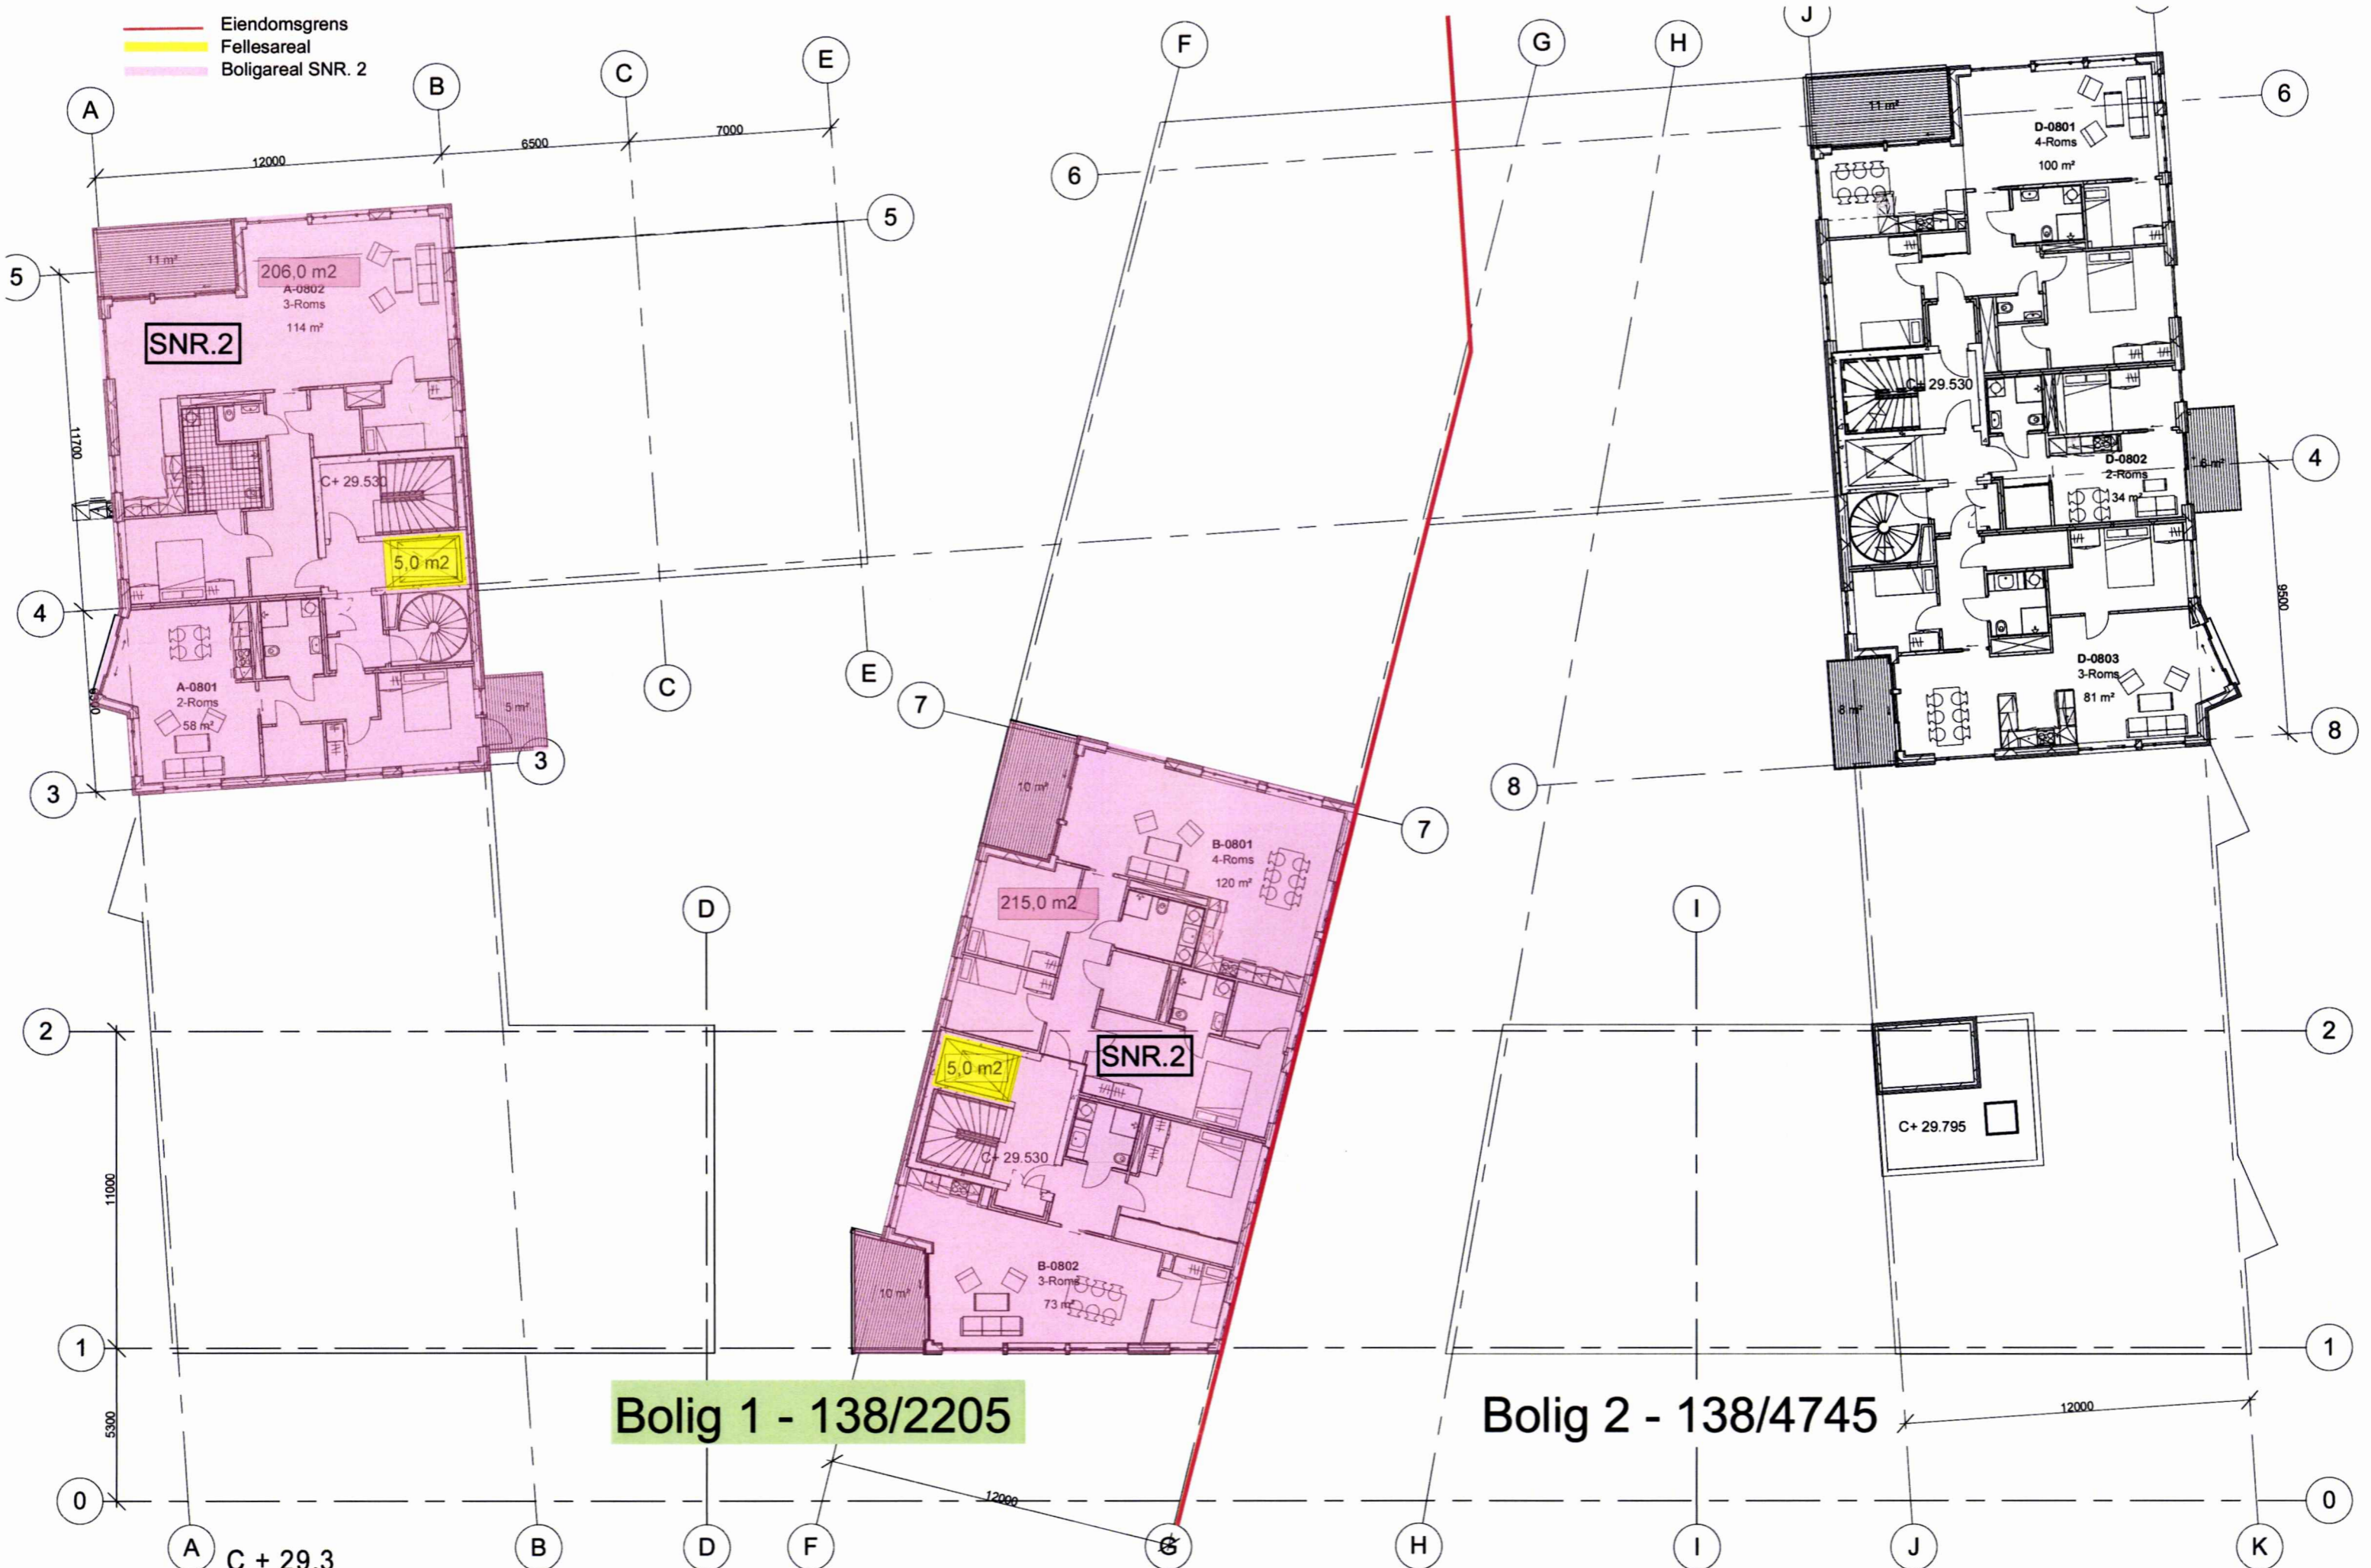 Eiendomsgrens
Fellesareal
Boligareal SNR. 2
A
B
C
E
F
G
H
J
12000
6500
7000
5
5
6
6
11 m²
206,0 m2
A-0802
3-Roms
114 m²
SNR.2
11700
C+ 29.530
5,0 m2
4
A-0801
2-Roms
58 m²
5 m²
3
3
C
E
11 m²
D-0801
4-Roms
100 m²
C+ 29.530
D-0802
2-Roms
34 m²
6 m²
4
9500
D-0803
3-Roms
81 m²
8 m²
8
8
7
7
10 m²
B-0801
4-Roms
120 m²
215,0 m2
D
I
2
2
5,0 m2
SNR.2
C+ 29.530
C+ 29.795
11000
B-0802
3-Roms
73 m²
10 m²
1
1
Bolig 1 - 138/2205
Bolig 2 - 138/4745
12000
5300
12000
0
0
A
B
D
F
G
H
I
J
K
C + 29.3